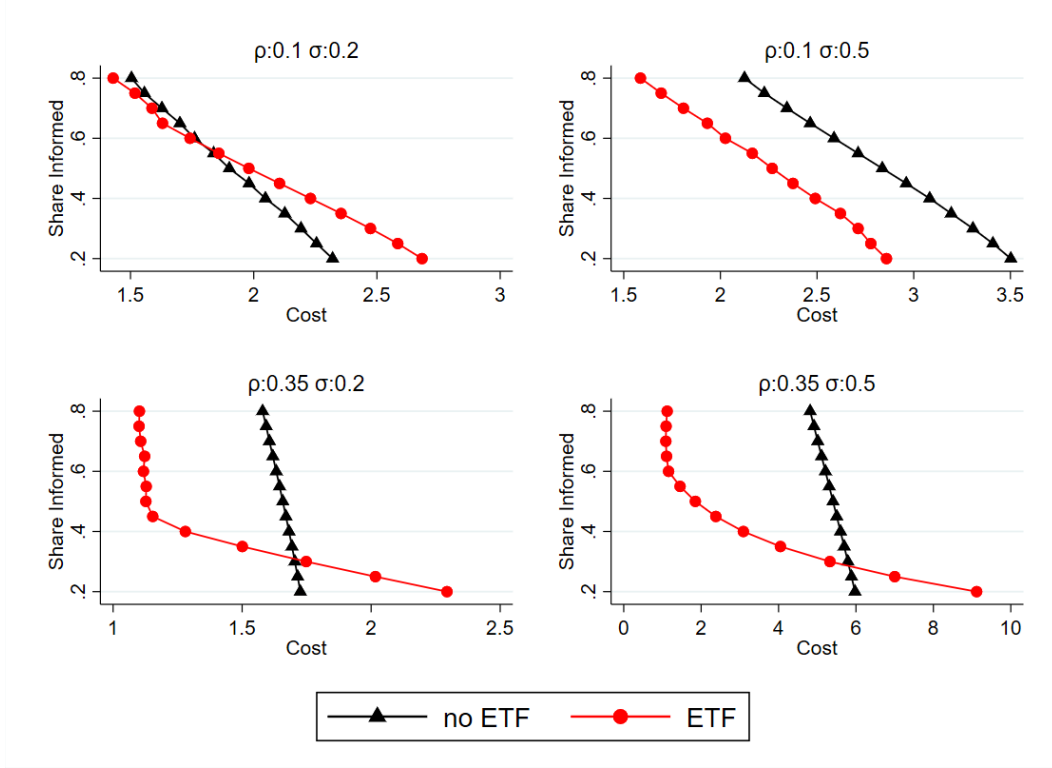 ρ:0.1 σ:0.2
Share Informed
.8
.6
.4
.2
1.5 2 2.5 3
Cost
ρ:0.1 σ:0.5
Share Informed
.8
.6
.4
.2
1.5 2 2.5 3 3.5
Cost
ρ:0.35 σ:0.2
Share Informed
.8
.6
.4
.2
1 1.5 2 2.5
Cost
ρ:0.35 σ:0.5
Share Informed
.8
.6
.4
.2
0 2 4 6 8 10
Cost
no ETF ETF